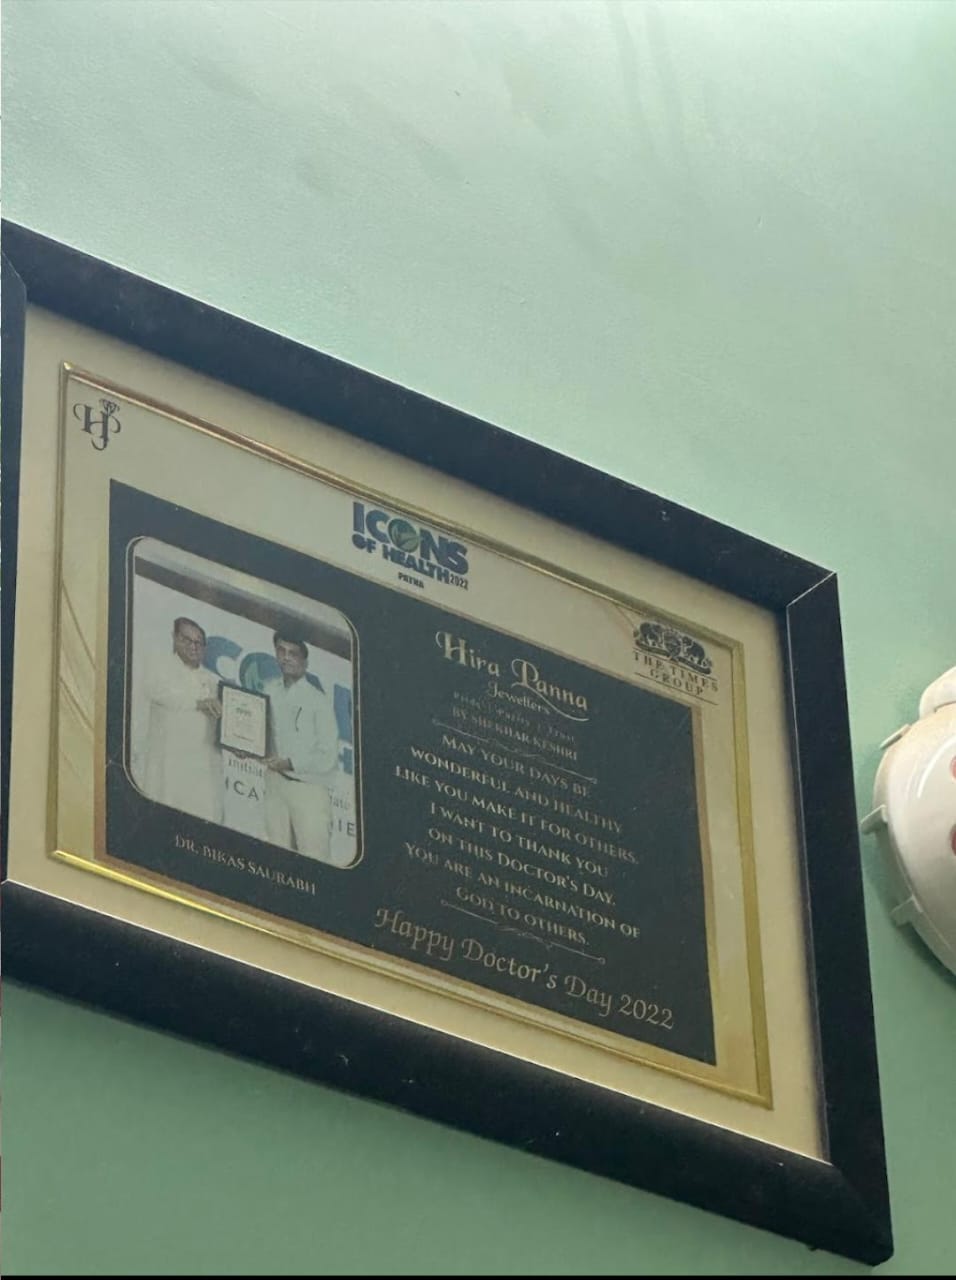 HJ
ICONS
OF HEALTH 2022
PATNA
THE TIMES
GROUP
Hira Panna
Jewellers
BY SHEKHAR KESHRI
MAY YOUR DAYS BE
WONDERFUL AND HEALTHY
LIKE YOU MAKE IT FOR OTHERS.
I WANT TO THANK YOU
ON THIS DOCTOR'S DAY.
YOU ARE AN INCARNATION OF
GOD TO OTHERS.
Happy Doctor's Day 2022
DR. BIKAS SAURABH